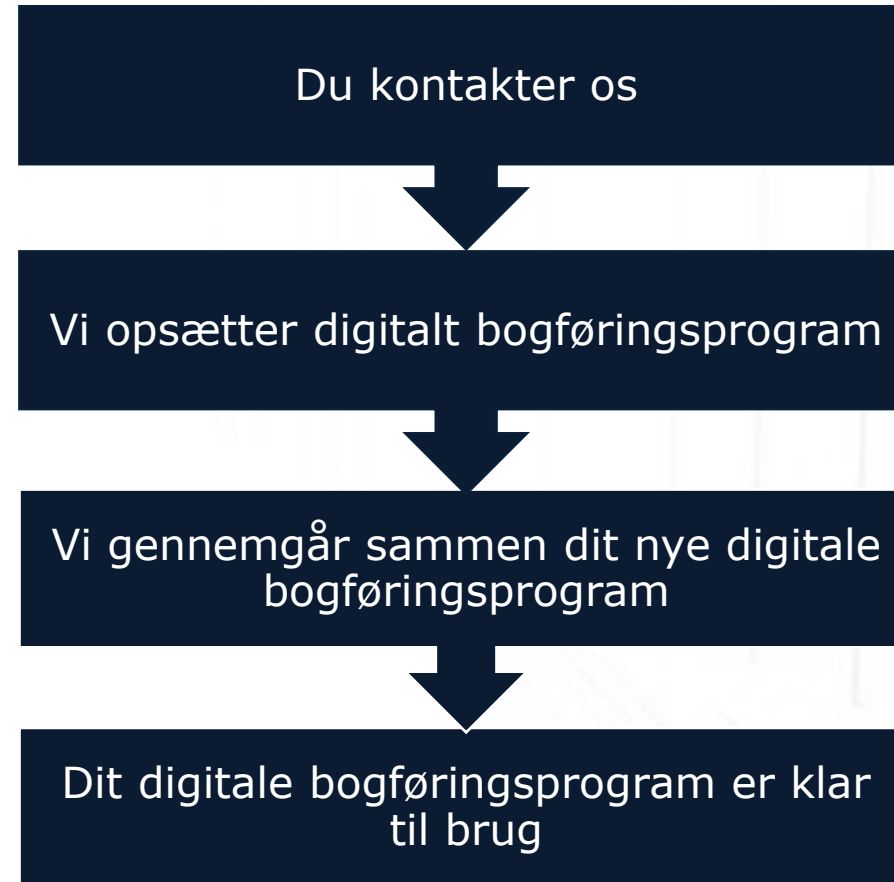 Du kontakter os
Vi opsætter digitalt bogføringsprogram
Vi gennemgår sammen dit nye digitale
bogføringsprogram
Dit digitale bogføringsprogram er klar
til brug